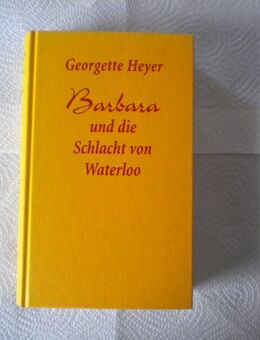 Georgette Heyer
Barbara
und die
Schlacht von
Waterloo